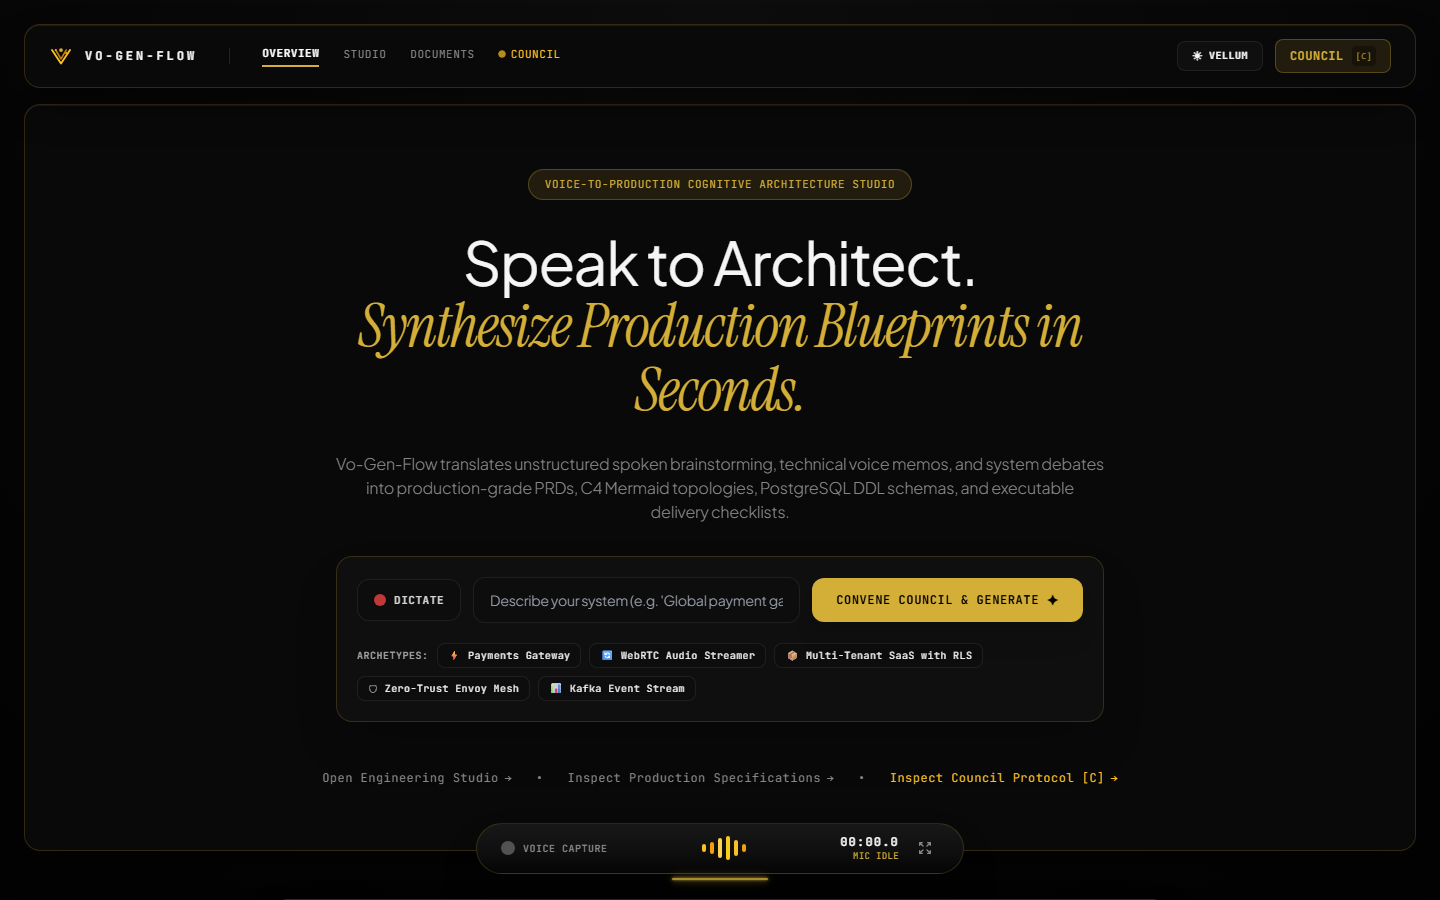 VO-GEN-FLOW
OVERVIEW
STUDIO
DOCUMENTS
COUNCIL
VELLUM
COUNCIL [C]
VOICE-TO-PRODUCTION COGNITIVE ARCHITECTURE STUDIO
Speak to Architect.
Synthesize Production Blueprints in
Seconds.
Vo-Gen-Flow translates unstructured spoken brainstorming, technical voice memos, and system debates
into production-grade PRDs, C4 Mermaid topologies, PostgreSQL DDL schemas, and executable
delivery checklists.
DICTATE
Describe your system (e.g. 'Global payment ga
CONVENE COUNCIL & GENERATE ✦
ARCHETYPES:
Payments Gateway
WebRTC Audio Streamer
Multi-Tenant SaaS with RLS
Zero-Trust Envoy Mesh
Kafka Event Stream
Open Engineering Studio → • Inspect Production Specifications → • Inspect Council Protocol [C] →
VOICE CAPTURE
00:00.0
MIC IDLE